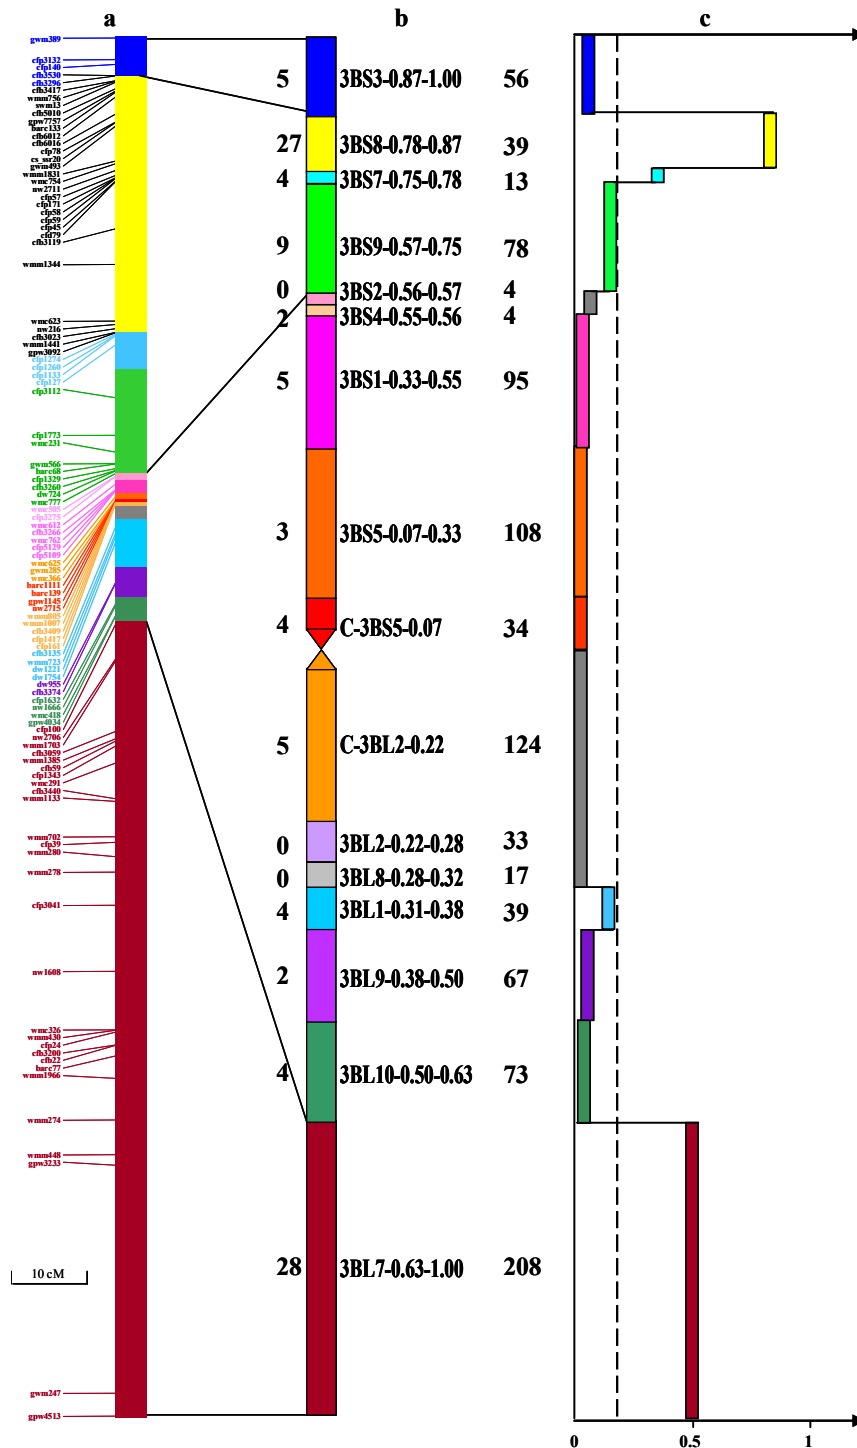 a
b
c
gwm389
cfp3132
cfp140
cfb3530
cfb3296
cfb3417
wmm756
swm13
cfb5010
gpw7757
barc133
cfb6012
cfb6016
cfp78
cs_ssr20
gwm493
wmm1831
wmc754
nw2711
cfp57
cfp171
cfp58
cfp59
cfp45
cfd79
cfb3119
wmm1344
wmc623
nw216
cfb3023
wmm1441
gpw3092
cfp1274
cfp1260
cfp1133
cfp127
cfp3112
cfp1773
wmc231
gwm566
barc68
cfp1329
cfb3260
dw724
wmc777
wmc505
cfp3275
wmc612
cfb3266
wmc762
cfp5129
cfp5109
wmc625
gwm285
wmc366
barc1111
barc139
gpw1145
nw2715
wmm805
wmm1007
cfb3409
cfp1417
cfp161
cfb3135
wmm723
dw1221
dw1754
dw955
cfb3374
cfp1632
nw1666
wmc418
gpw4034
cfp100
nw2706
wmm1703
cfb3059
wmm1385
cfb59
cfp1343
wmc291
cfb3440
wmm1133
wmm702
cfp39
wmm280
wmm278
cfp3041
nw1608
wmc326
wmm430
cfp24
cfb3200
cfb22
barc77
wmm1966
wmm274
wmm448
gpw3233
10 cM
gwm247
gpw4513
5 3BS3-0.87-1.00 56
27 3BS8-0.78-0.87 39
4 3BS7-0.75-0.78 13
9 3BS9-0.57-0.75 78
0 3BS2-0.56-0.57 4
2 3BS4-0.55-0.56 4
5 3BS1-0.33-0.55 95
3 3BS5-0.07-0.33 108
4 C-3BS5-0.07 34
5 C-3BL2-0.22 124
0 3BL2-0.22-0.28 33
0 3BL8-0.28-0.32 17
4 3BL1-0.31-0.38 39
2 3BL9-0.38-0.50 67
4 3BL10-0.50-0.63 73
28 3BL7-0.63-1.00 208
0 0.5 1